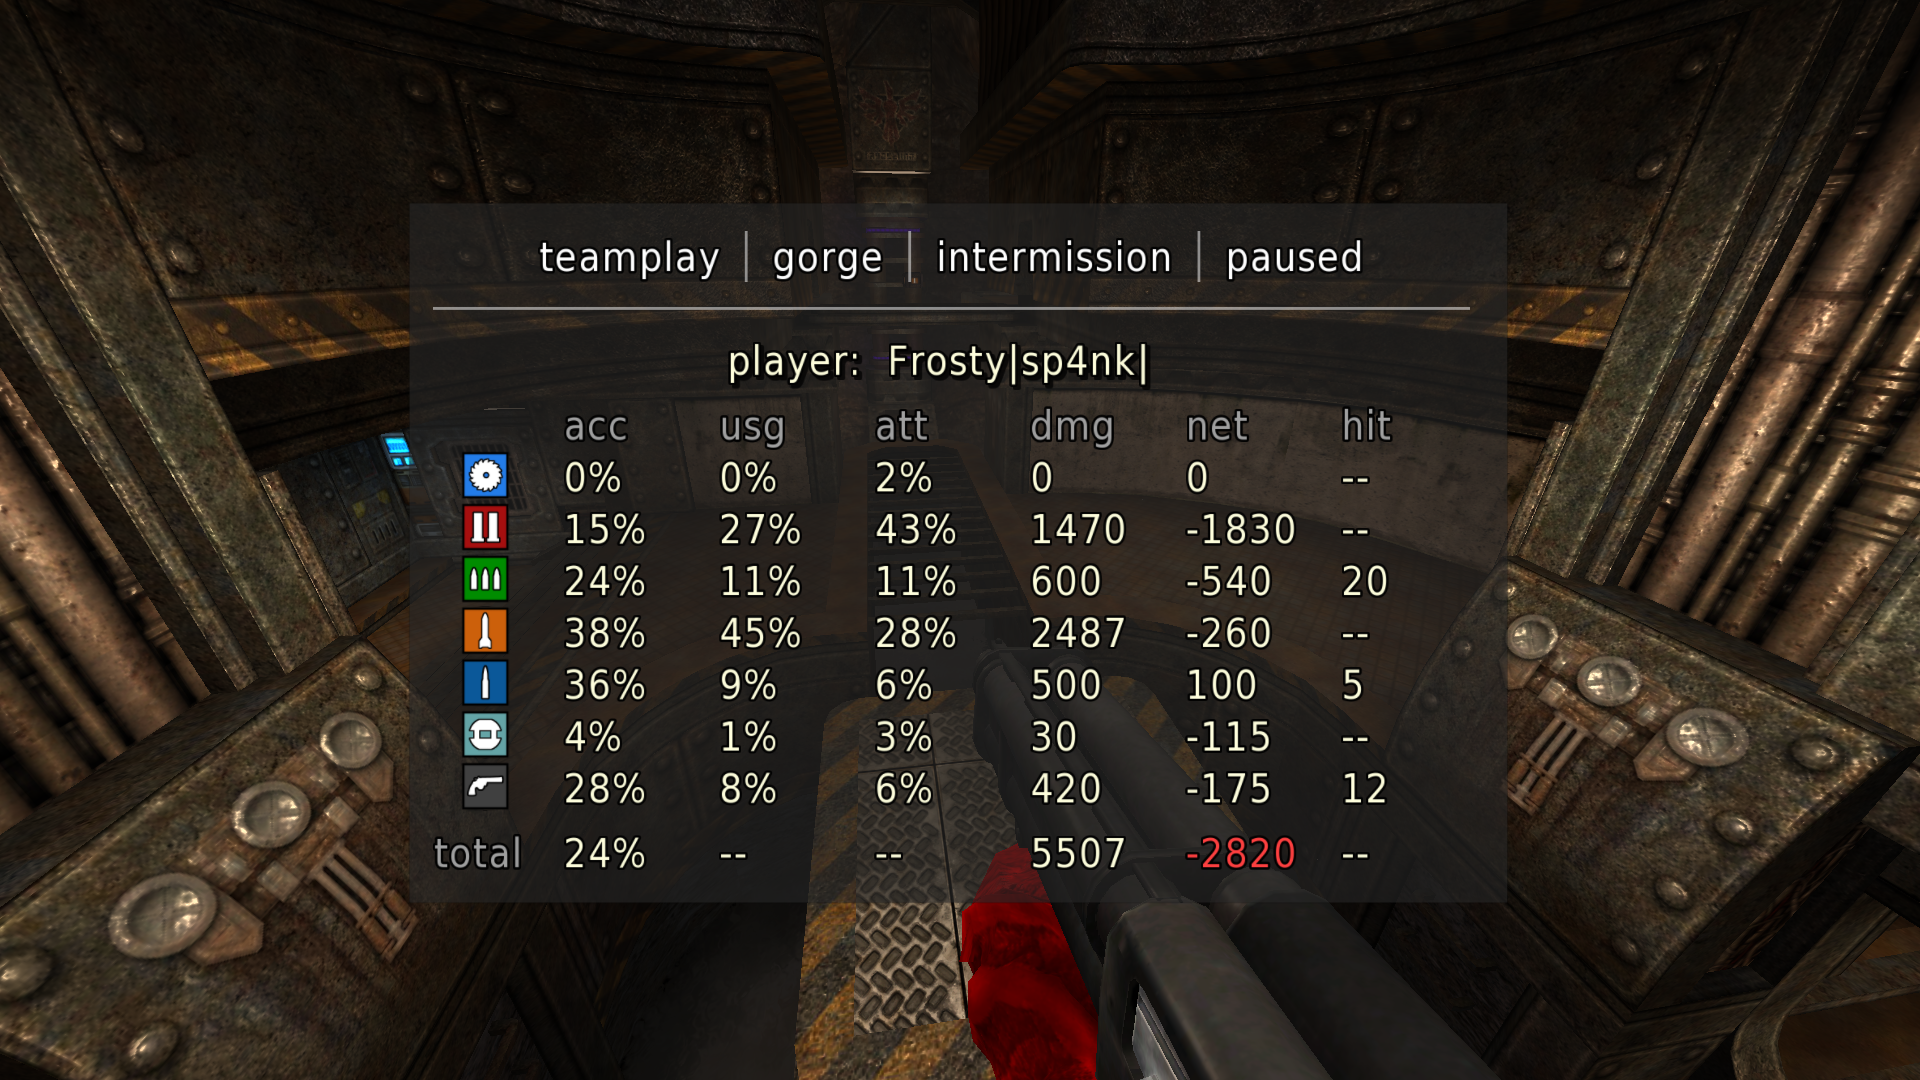 teamplay | gorge | intermission | paused
player: Frosty|sp4nk|
acc usg att dmg net hit
0% 0% 2% 0 0 --
15% 27% 43% 1470 -1830 --
24% 11% 11% 600 -540 20
38% 45% 28% 2487 -260 --
36% 9% 6% 500 100 5
4% 1% 3% 30 -115 --
28% 8% 6% 420 -175 12
total 24% -- -- 5507 -2820 --